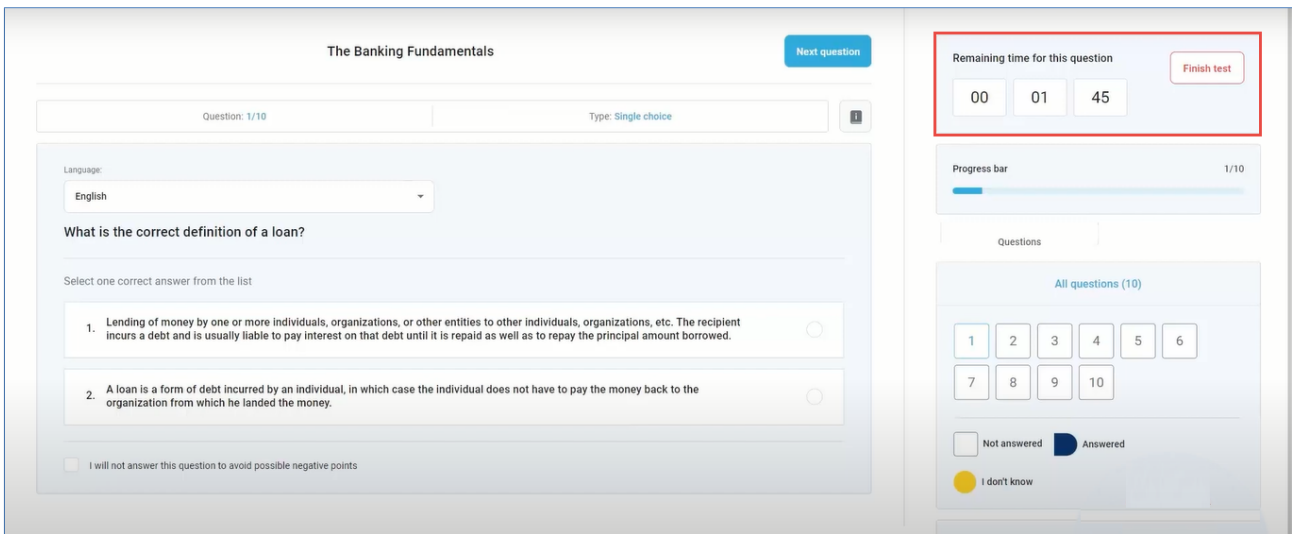 The Banking Fundamentals
Next question
Question: 1/10
Type: Single choice
Language:
English
What is the correct definition of a loan?
Select one correct answer from the list
1.
Lending of money by one or more individuals, organizations, or other entities to other individuals, organizations, etc. The recipient
incurs a debt and is usually liable to pay interest on that debt until it is repaid as well as to repay the principal amount borrowed.
2.
A loan is a form of debt incurred by an individual, in which case the individual does not have to pay the money back to the
organization from which he landed the money.
I will not answer this question to avoid possible negative points
Remaining time for this question
Finish test
00 01 45
Progress bar
1/10
Questions
All questions (10)
1 2 3 4 5 6
7 8 9 10
Not answered
Answered
I don't know